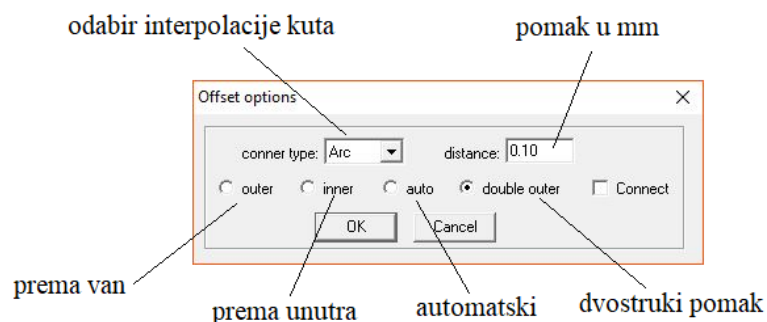 odabir interpolacije kuta pomak u mm
Offset options
conner type: Arc distance: 0.10
outer inner auto double outer Connect
OK Cancel
prema van prema unutra automatski dvostruki pomak